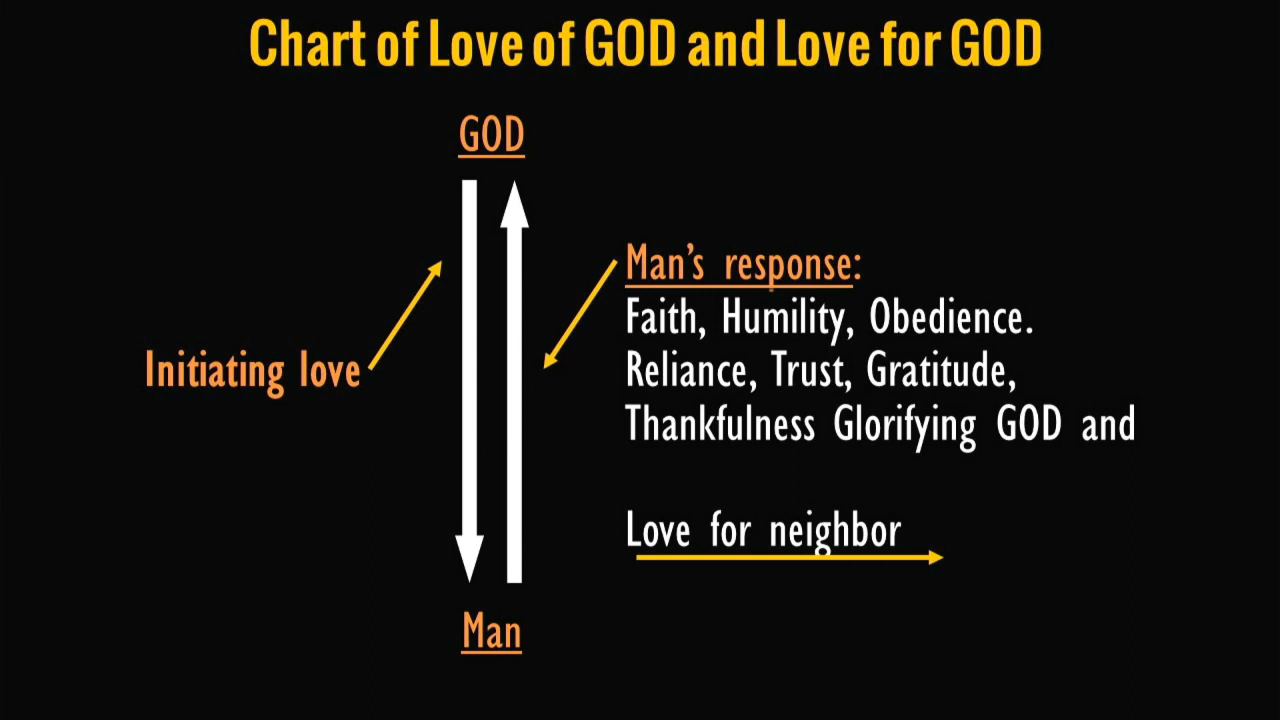 Chart of Love of GOD and Love for GOD
GOD
Man’s response:
Faith, Humility, Obedience.
Initiating love
Reliance, Trust, Gratitude,
Thankfulness Glorifying GOD and
Love for neighbor
Man